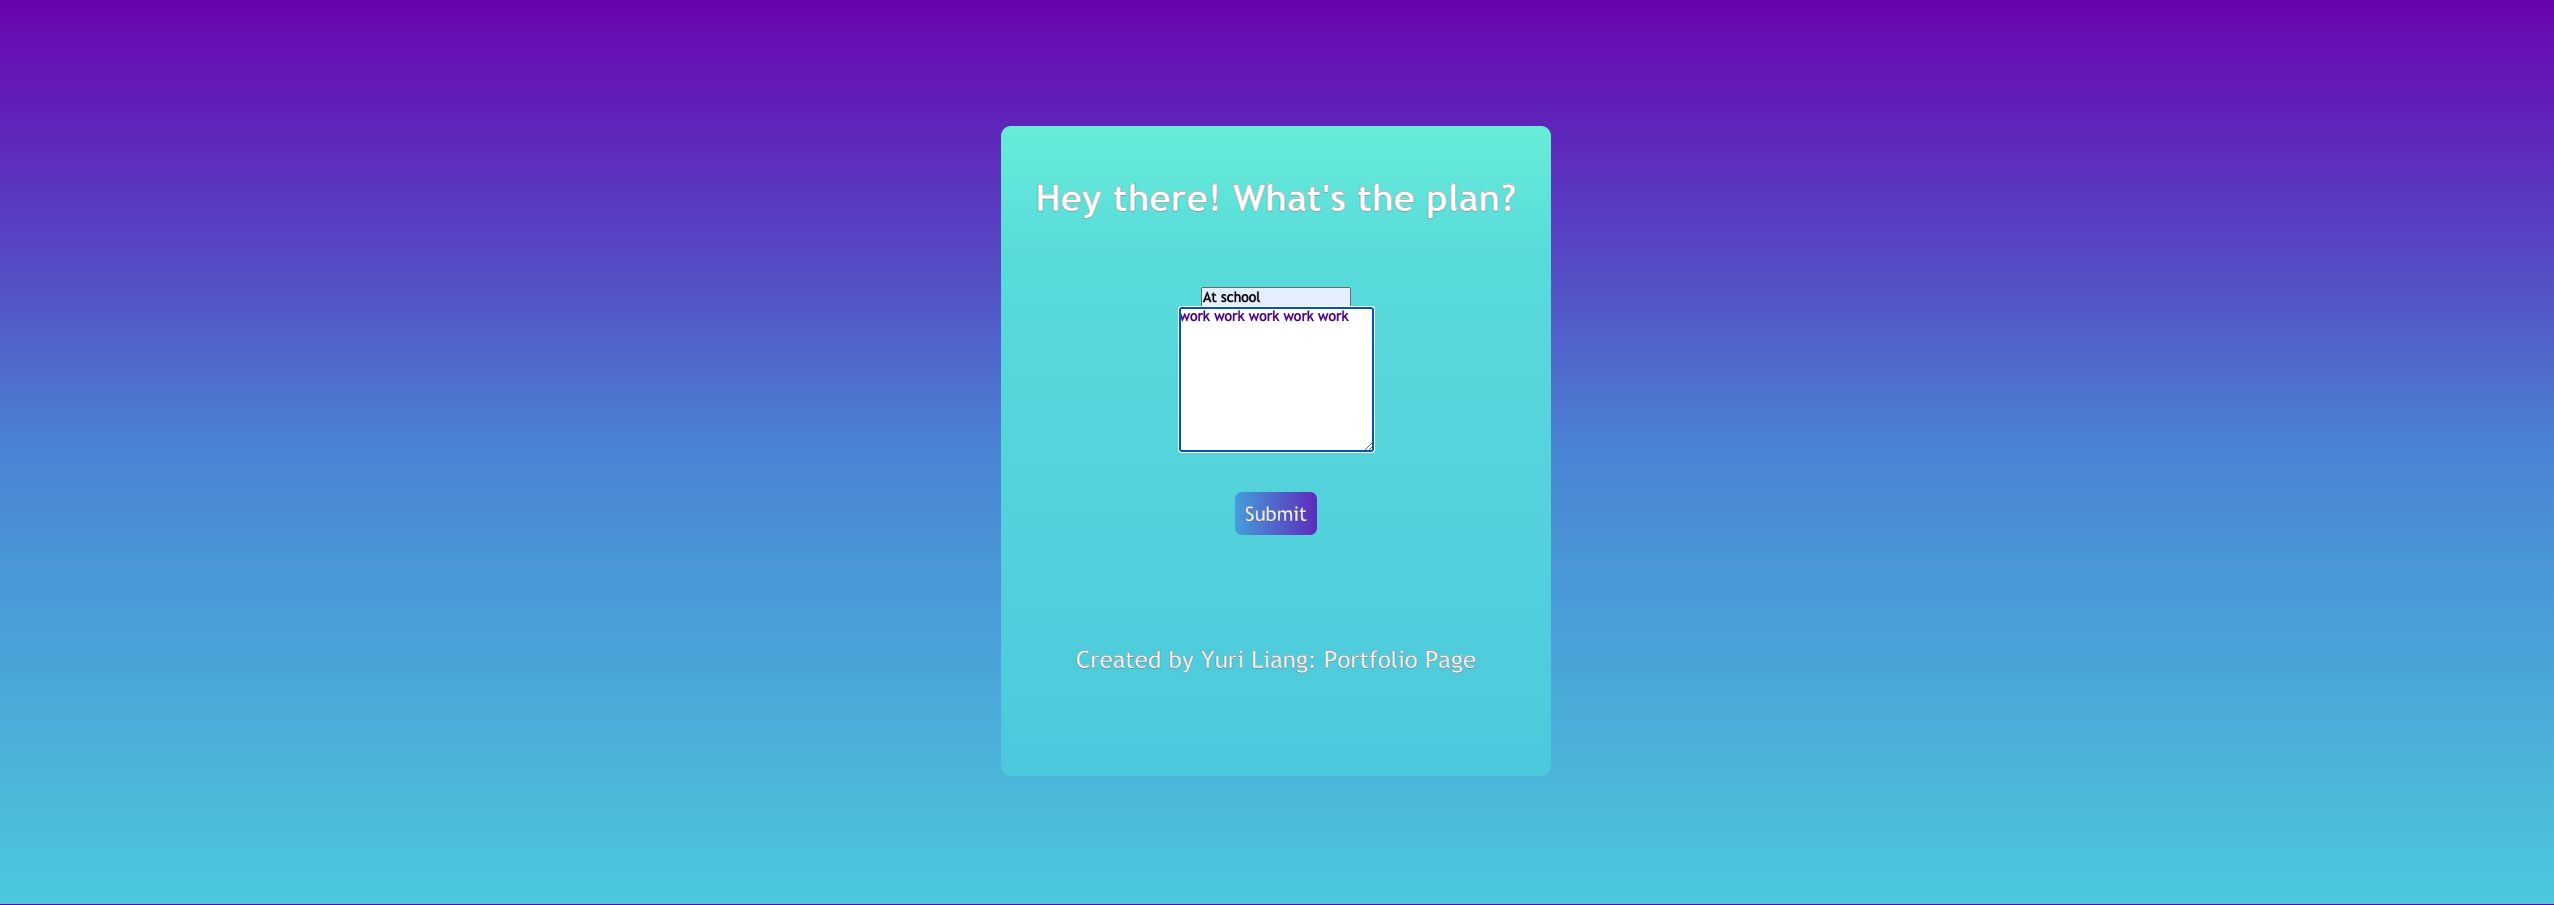 Hey there! What's the plan?
At school
work work work work work
Submit
Created by Yuri Liang: Portfolio Page